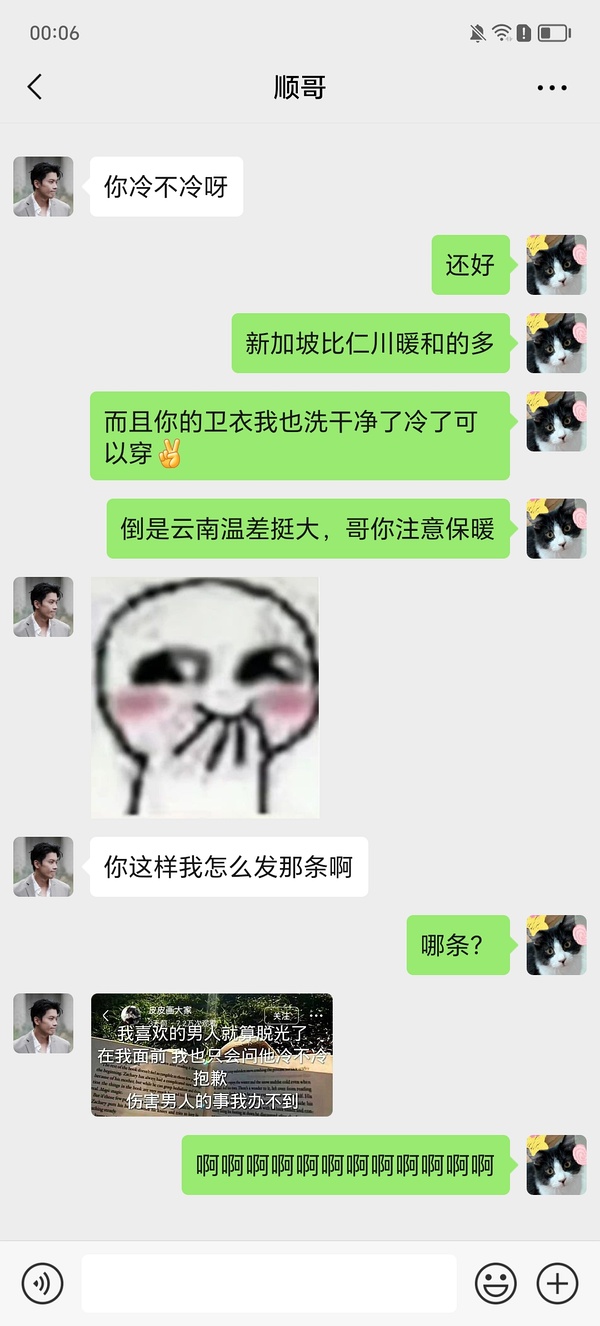 00:06
顺哥
你冷不冷呀
还好
新加坡比仁川暖和的多
而且你的卫衣我也洗干净了冷了可
以穿✌️
倒是云南温差挺大，哥你注意保暖
你这样我怎么发那条啊
哪条？
皮皮画大家
关注
我喜欢的男人就算脱光了
在我面前 我也只会问他冷不冷
抱歉
伤害男人的事我办不到
啊啊啊啊啊啊啊啊啊啊啊啊